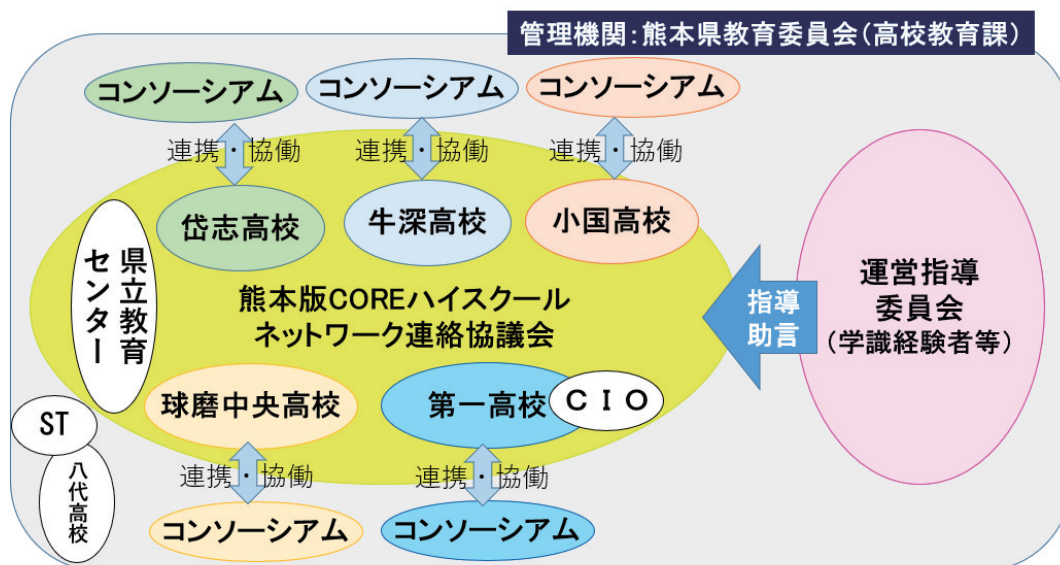 管理機関：熊本県教育委員会（高校教育課）
コンソーシアム
コンソーシアム
コンソーシアム
連携・協働
連携・協働
連携・協働
岱志高校
牛深高校
小国高校
県立教育
センター
熊本版COREハイスクール
ネットワーク連絡協議会
指導
助言
運営指導
委員会
（学識経験者等）
球磨中央高校
第一高校
ＣＩＯ
ST
八代高校
連携・協働
連携・協働
コンソーシアム
コンソーシアム